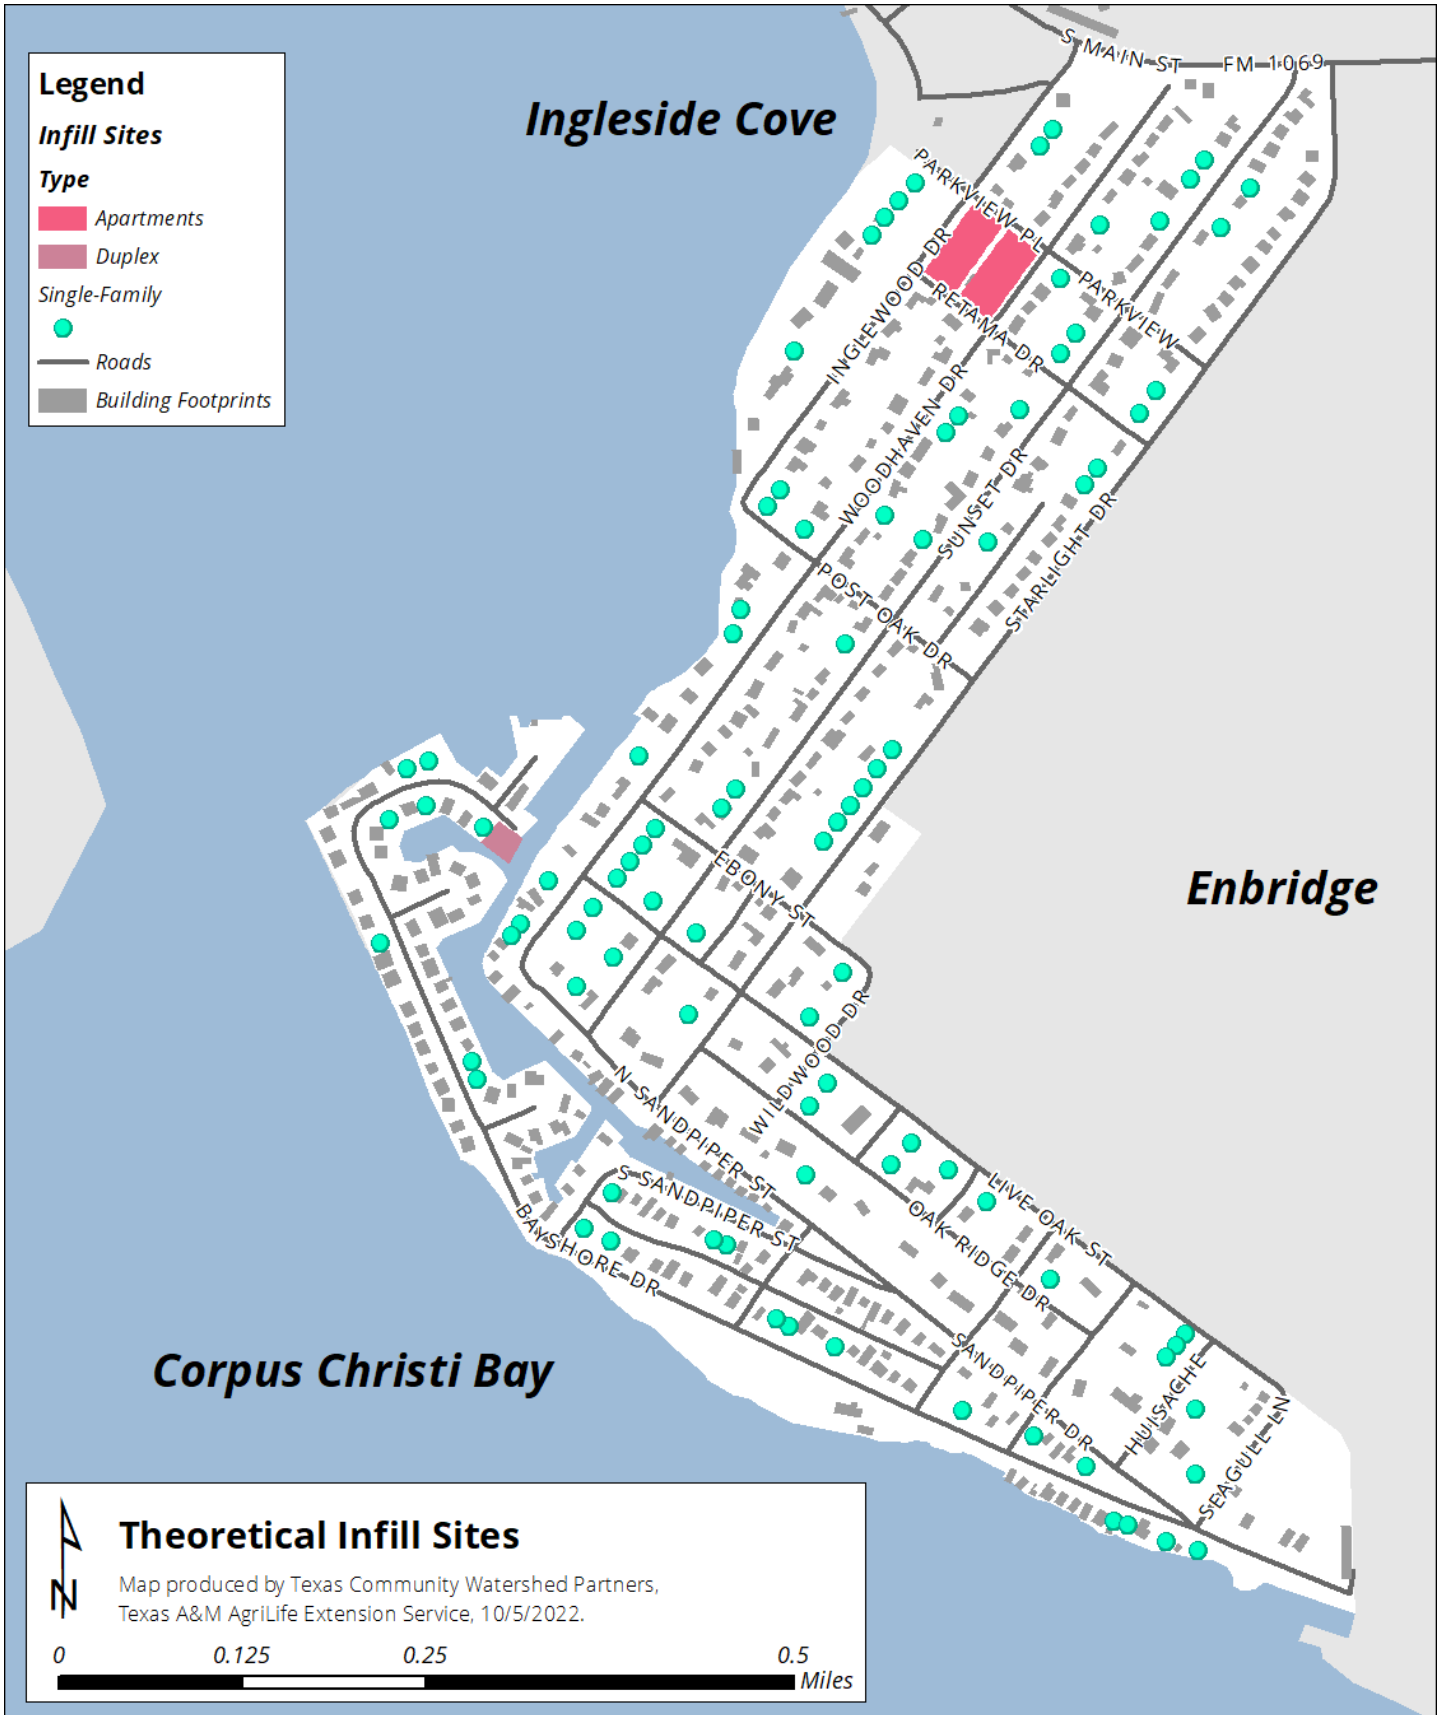 Legend
Infill Sites
Type
Apartments
Duplex
Single-Family
Roads
Building Footprints
Ingleside Cove
S MAIN ST
FM 1069
PARKVIEW PL
INGLEWOOD DR
RETAMA DR
PARKVIEW
WOODHAVEN DR
SUNSET DR
STARLIGHT DR
POST OAK DR
EBONY ST
Enbridge
WILDWOOD DR
N SANDPIPER ST
S SANDPIPER ST
BAYSHORE DR
LIVE OAK ST
OAK RIDGE DR
SANDPIPER DR
HUISACHE
SEAGULL LN
Corpus Christi Bay
Theoretical Infill Sites
Map produced by Texas Community Watershed Partners,
Texas A&M AgriLife Extension Service, 10/5/2022.
N
0 0.125 0.25 0.5
Miles